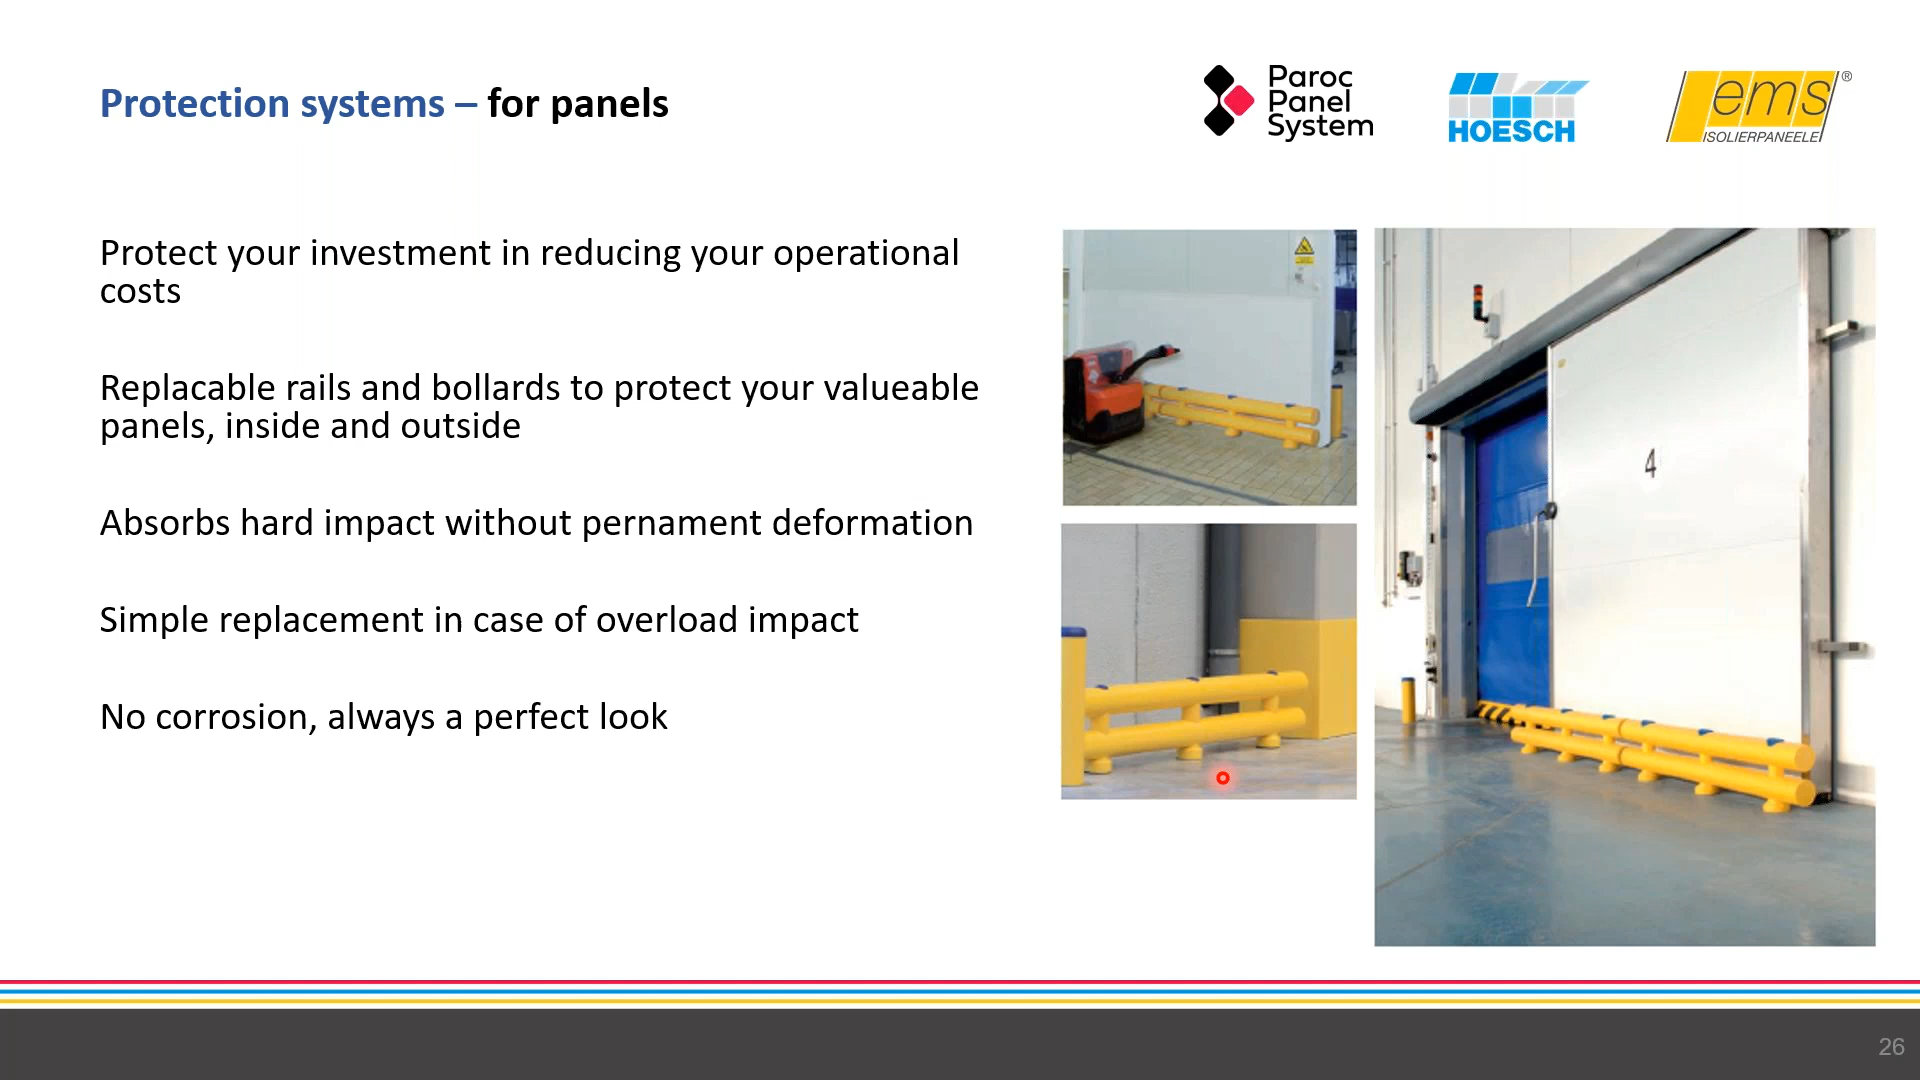 Protection systems – for panels
Paroc
Panel
System
HOESCH
ems®
ISOLIERPANEELE
Protect your investment in reducing your operational
costs
Replacable rails and bollards to protect your valueable
panels, inside and outside
Absorbs hard impact without pernament deformation
Simple replacement in case of overload impact
No corrosion, always a perfect look
4
26